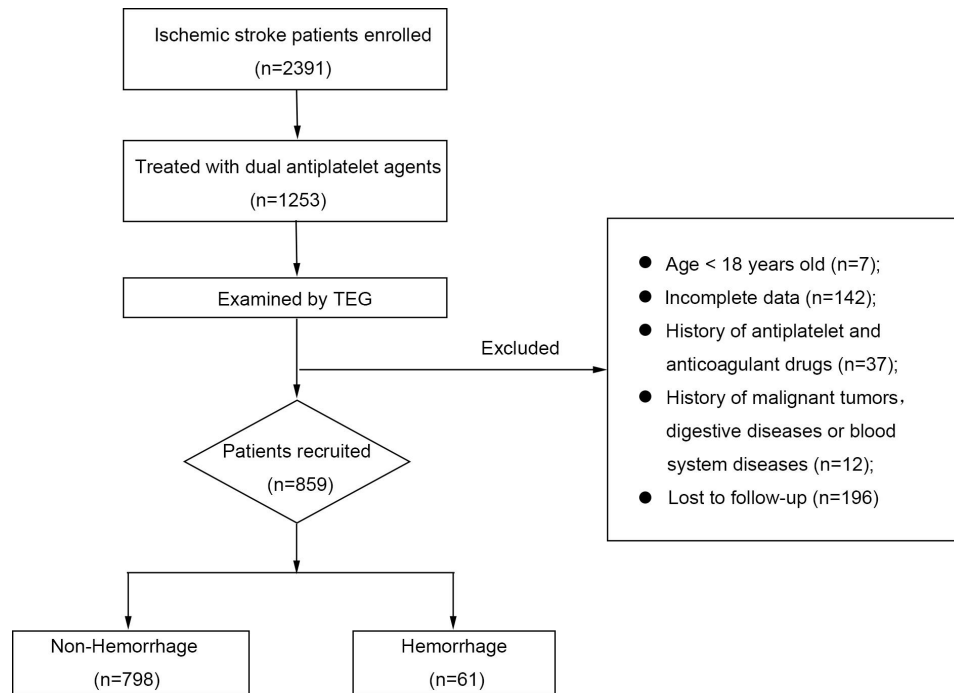 Ischemic stroke patients enrolled
(n=2391)
Treated with dual antiplatelet agents
(n=1253)
Examined by TEG
Excluded
● Age < 18 years old (n=7);
● Incomplete data (n=142);
● History of antiplatelet and
anticoagulant drugs (n=37);
● History of malignant tumors，
digestive diseases or blood
system diseases (n=12);
● Lost to follow-up (n=196)
Patients recruited
(n=859)
Non-Hemorrhage
(n=798)
Hemorrhage
(n=61)